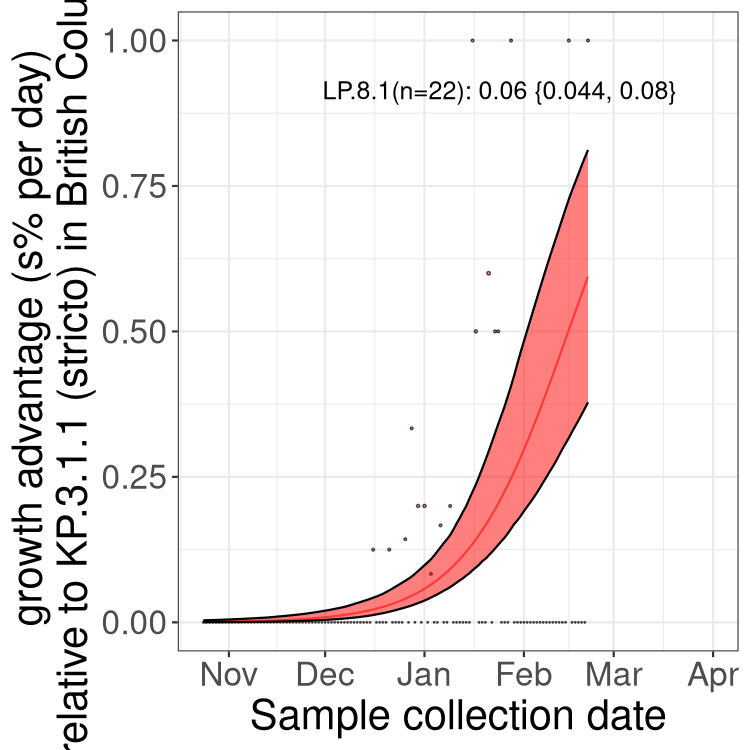 growth advantage (s% per day)
relative to KP.3.1.1 (stricto) in British Colu
1.00
0.75
0.50
0.25
0.00
LP.8.1(n=22): 0.06 {0.044, 0.08}
Nov Dec Jan Feb Mar Apr
Sample collection date